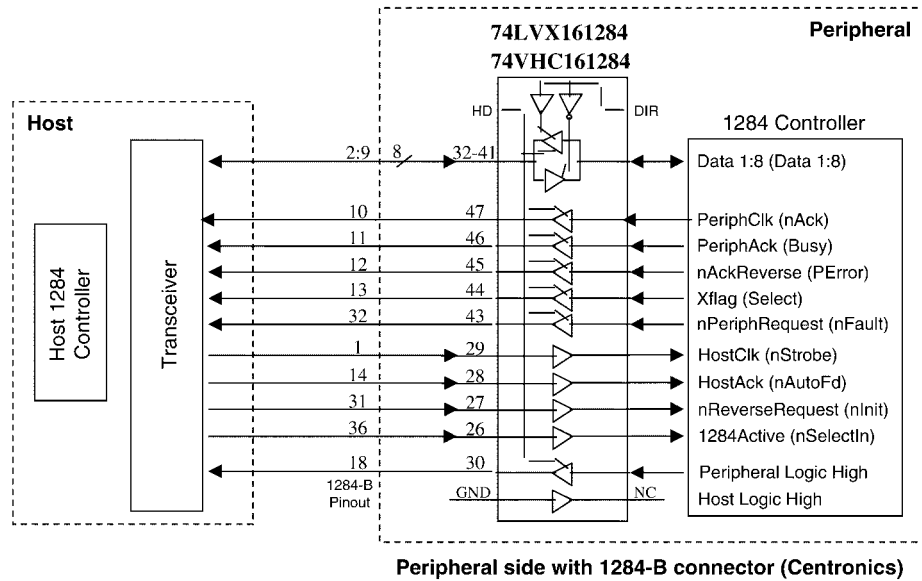 74LVX161284
74VHC161284
Peripheral
Host
HD
DIR
1284 Controller
2:9 8 32-41 Data 1:8 (Data 1:8)
10 47 PeriphClk (nAck)
11 46 PeriphAck (Busy)
12 45 nAckReverse (PError)
13 44 Xflag (Select)
32 43 nPeriphRequest (nFault)
1 29 HostClk (nStrobe)
14 28 HostAck (nAutoFd)
31 27 nReverseRequest (nInit)
36 26 1284Active (nSelectIn)
18 30 Peripheral Logic High
GND NC Host Logic High
1284-B
Pinout
Host 1284
Controller
Transceiver
Peripheral side with 1284-B connector (Centronics)